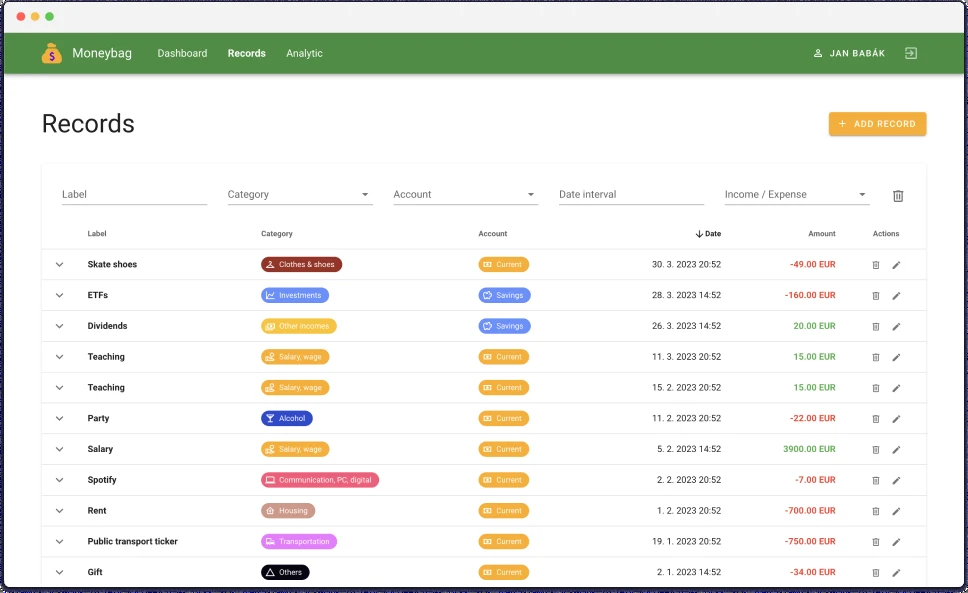 Moneybag Dashboard Records Analytic JAN BABÁK
Records
+ ADD RECORD
Label Category Account Date interval Income / Expense
Label Category Account Date Amount Actions
Skate shoes Clothes & shoes Current 30. 3. 2023 20:52 -49.00 EUR
ETFs Investments Savings 28. 3. 2023 14:52 -160.00 EUR
Dividends Other incomes Savings 26. 3. 2023 14:52 20.00 EUR
Teaching Salary, wage Current 11. 3. 2023 20:52 15.00 EUR
Teaching Salary, wage Current 15. 2. 2023 20:52 15.00 EUR
Party Alcohol Current 11. 2. 2023 20:52 -22.00 EUR
Salary Salary, wage Current 5. 2. 2023 14:52 3900.00 EUR
Spotify Communication, PC, digital Current 2. 2. 2023 20:52 -7.00 EUR
Rent Housing Current 1. 2. 2023 20:52 -700.00 EUR
Public transport ticker Transportation Current 19. 1. 2023 20:52 -750.00 EUR
Gift Others Current 2. 1. 2023 14:52 -34.00 EUR